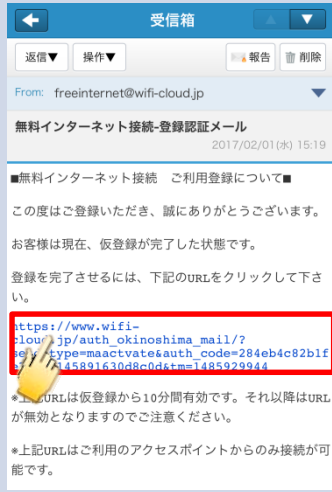 受信箱
返信▼ 操作▼ 報告 削除
From: freeinternet@wifi-cloud.jp
無料インターネット接続-登録認証メール
2017/02/01(水) 15:19
■無料インターネット接続 ご利用登録について■
この度はご登録いただき、誠にありがとうございます。
お客様は現在、仮登録が完了した状態です。
登録を完了させるには、下記のURLをクリックして下さ
い。
https://www.wifi-
cloud.jp/auth_okinoshima_mail/?
type=maactvate&auth_code=284eb4c82b1f
145891630d8c0d&tm=1485929944
URLは仮登録から10分間有効です。それ以降はURL
が無効となりますのでご注意ください。
※上記URLはご利用のアクセスポイントからのみ接続が可
能です。